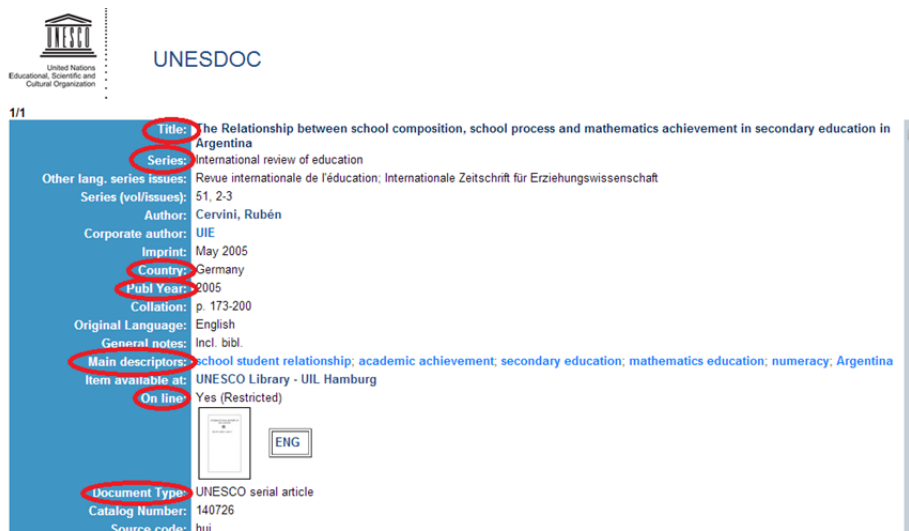 UNESCO
United Nations
Educational, Scientific and
Cultural Organization
UNESDOC
1/1
Title: The Relationship between school composition, school process and mathematics achievement in secondary education in
Argentina
Series: International review of education
Other lang. series issues: Revue internationale de l'éducation; Internationale Zeitschrift für Erziehungswissenschaft
Series (vol/issues): 51, 2-3
Author: Cervini, Rubén
Corporate author: UIE
Imprint: May 2005
Country: Germany
Publ Year: 2005
Collation: p. 173-200
Original Language: English
General notes: Incl. bibl.
Main descriptors: school student relationship; academic achievement; secondary education; mathematics education; numeracy; Argentina
Item available at: UNESCO Library - UIL Hamburg
On line: Yes (Restricted)
ENG
Document Type: UNESCO serial article
Catalog Number: 140726
Source code: hui